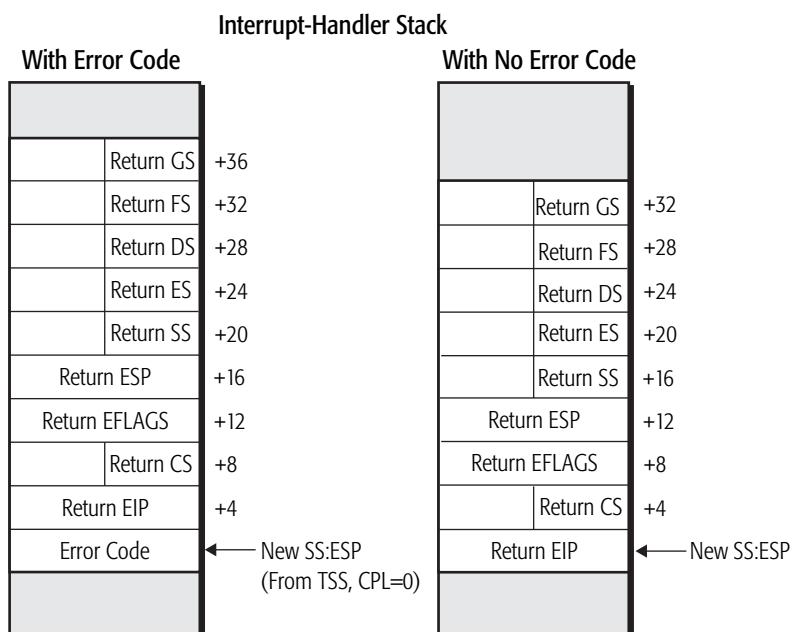 Interrupt-Handler Stack
With Error Code
Return GS +36
Return FS +32
Return DS +28
Return ES +24
Return SS +20
Return ESP +16
Return EFLAGS +12
Return CS +8
Return EIP +4
Error Code
New SS:ESP
(From TSS, CPL=0)
With No Error Code
Return GS +32
Return FS +28
Return DS +24
Return ES +20
Return SS +16
Return ESP +12
Return EFLAGS +8
Return CS +4
Return EIP
New SS:ESP